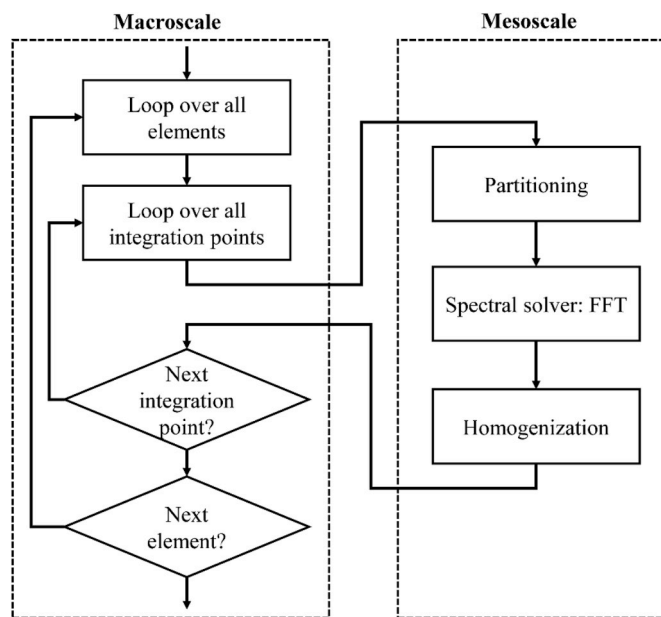 Macroscale
Mesoscale
Loop over all
elements
Loop over all
integration points
Next
integration
point?
Next
element?
Partitioning
Spectral solver: FFT
Homogenization